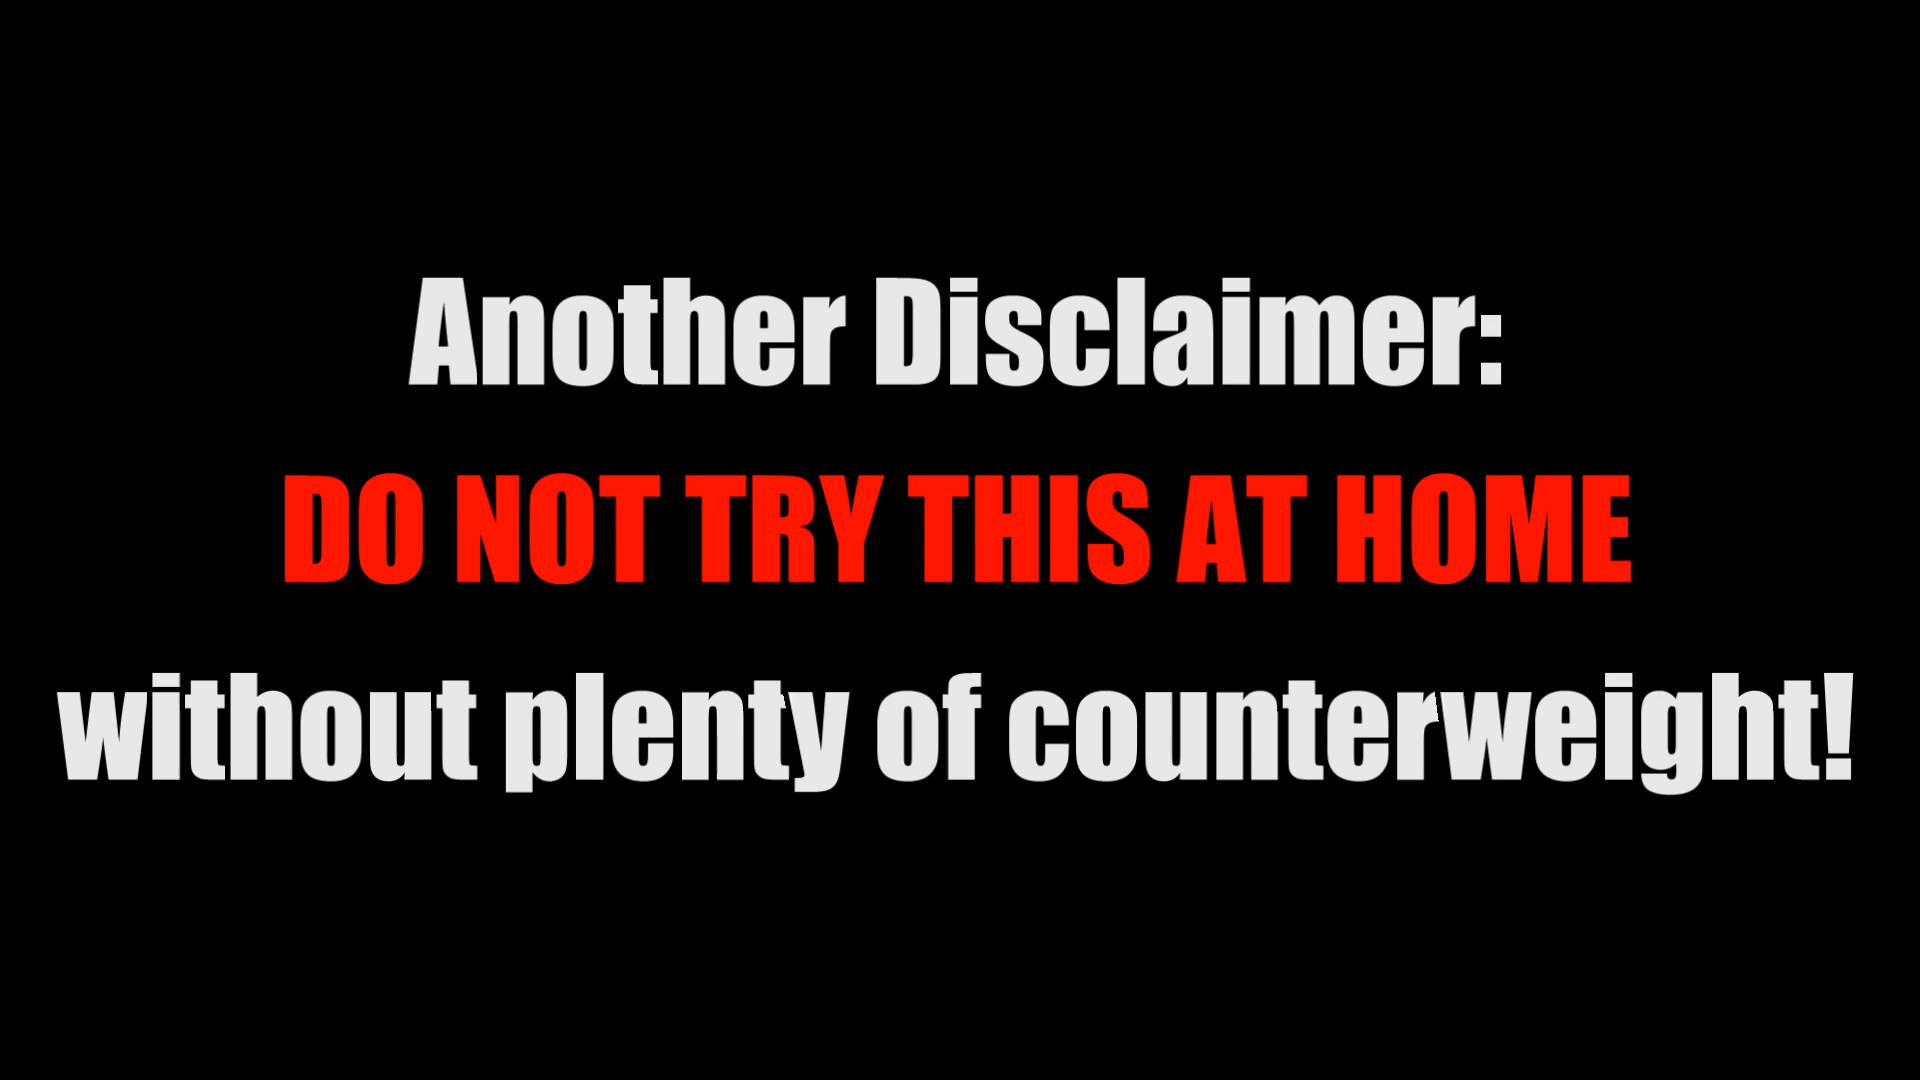 Another Disclaimer:
DO NOT TRY THIS AT HOME
without plenty of counterweight!